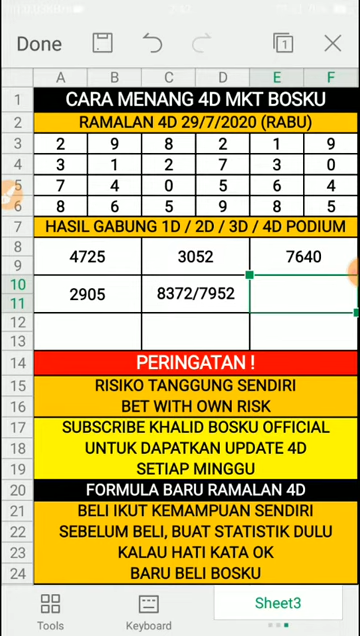 Done
1
A B C D E F
1 CARA MENANG 4D MKT BOSKU
2 RAMALAN 4D 29/7/2020 (RABU)
3 2 9 8 2 1 9
4 3 1 2 7 3 0
5 7 4 0 5 6 4
6 8 6 5 9 8 5
7 HASIL GABUNG 1D / 2D / 3D / 4D PODIUM
8
4725 3052 7640
9
10
2905 8372/7952
11
12
13
14 PERINGATAN !
15 RISIKO TANGGUNG SENDIRI
16 BET WITH OWN RISK
17 SUBSCRIBE KHALID BOSKU OFFICIAL
18 UNTUK DAPATKAN UPDATE 4D
19 SETIAP MINGGU
20 FORMULA BARU RAMALAN 4D
21 BELI IKUT KEMAMPUAN SENDIRI
22 SEBELUM BELI, BUAT STATISTIK DULU
23 KALAU HATI KATA OK
24 BARU BELI BOSKU
Tools Keyboard Sheet3